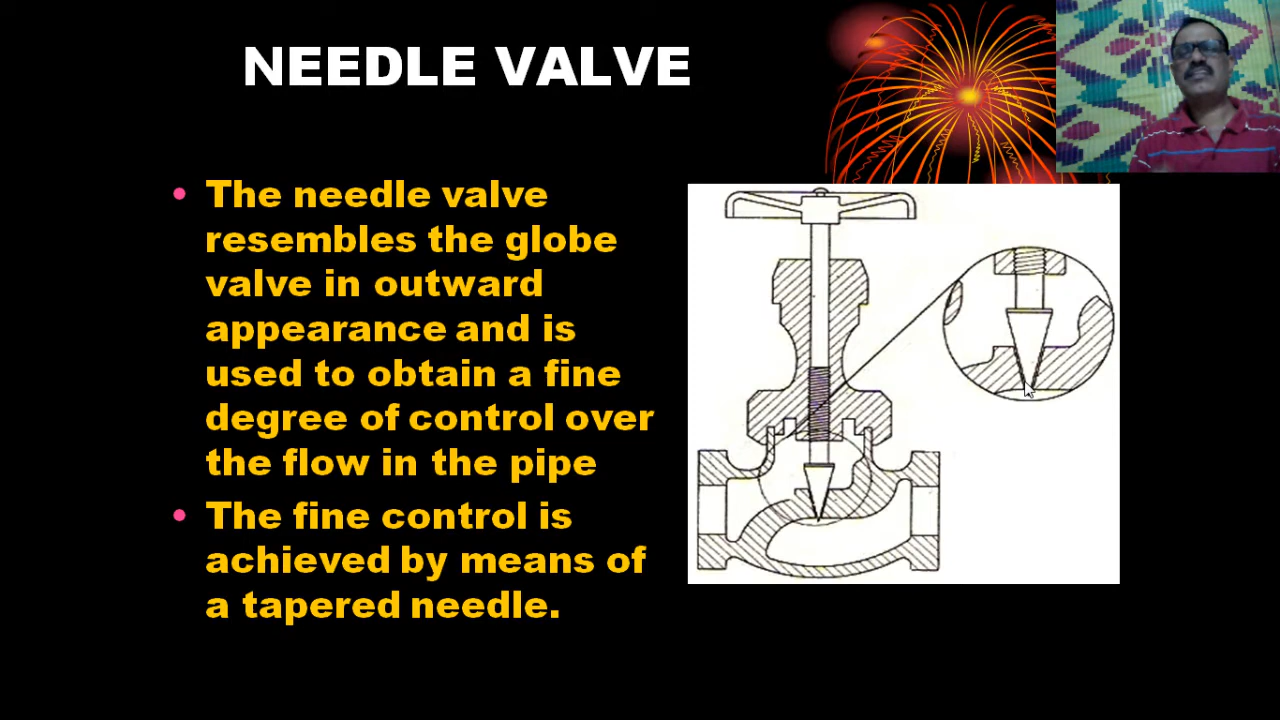 NEEDLE VALVE
• The needle valve
resembles the globe
valve in outward
appearance and is
used to obtain a fine
degree of control over
the flow in the pipe
• The fine control is
achieved by means of
a tapered needle.